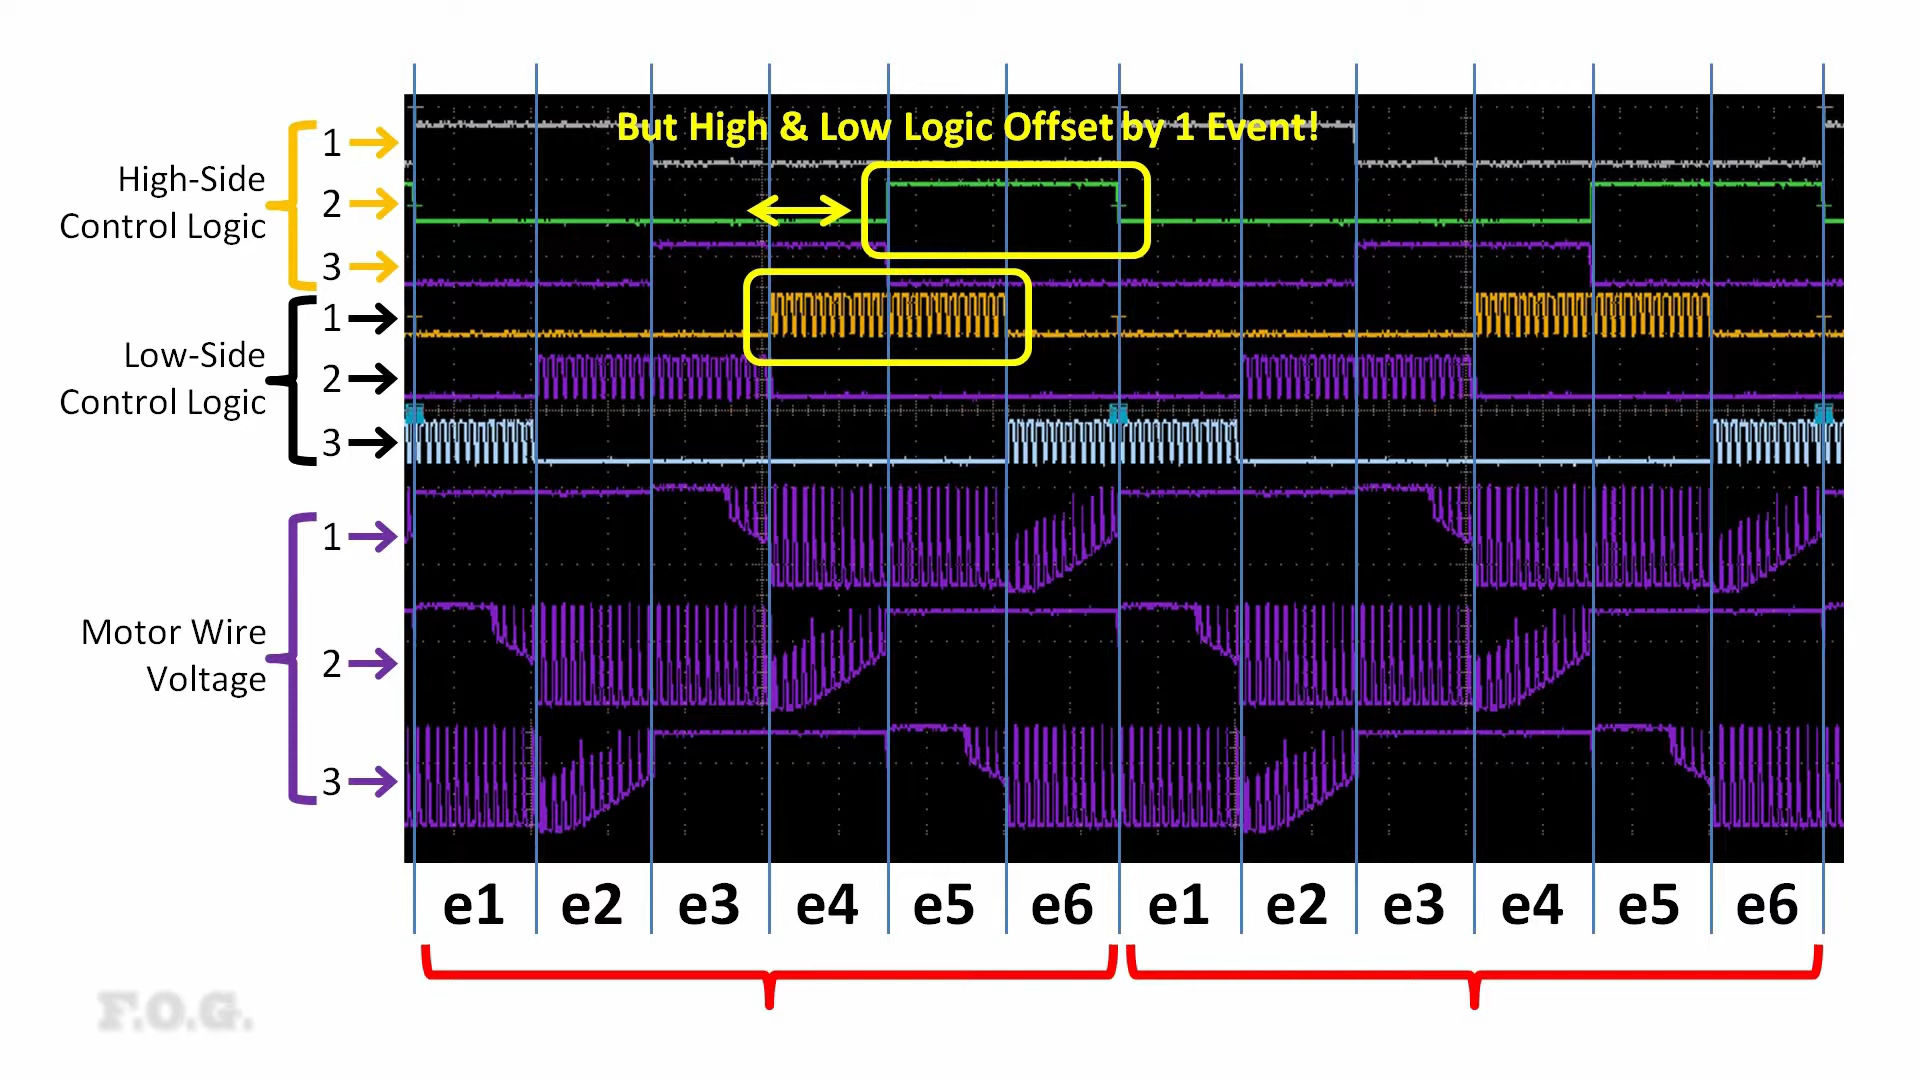 But High & Low Logic Offset by 1 Event!
High-Side
Control Logic
1
2
3
Low-Side
Control Logic
1
2
3
Motor Wire
Voltage
1
2
3
e1 e2 e3 e4 e5 e6 e1 e2 e3 e4 e5 e6
F.O.G.